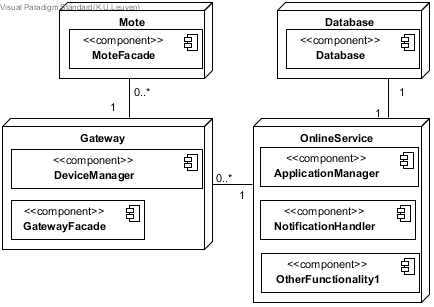 Visual Paradigm Standard(K.U.Leuven)
Mote
<<component>>
MoteFacade
Database
<<component>>
Database
0..*
1
1
1
Gateway
<<component>>
DeviceManager
<<component>>
GatewayFacade
0..*
1
OnlineService
<<component>>
ApplicationManager
<<component>>
NotificationHandler
<<component>>
OtherFunctionality1